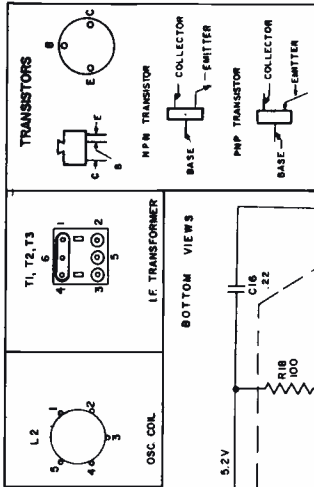 L2
1
2
3
4
5
OSC. COIL
T1, T2, T3
6
4
1
3
2
5
I.F. TRANSFORMER
BOTTOM VIEWS
TRANSISTORS
C
E
B
B
E
C
NPN TRANSISTOR
COLLECTOR
BASE
EMITTER
PNP TRANSISTOR
COLLECTOR
BASE
EMITTER
5.2V
R18
100
C16
.22